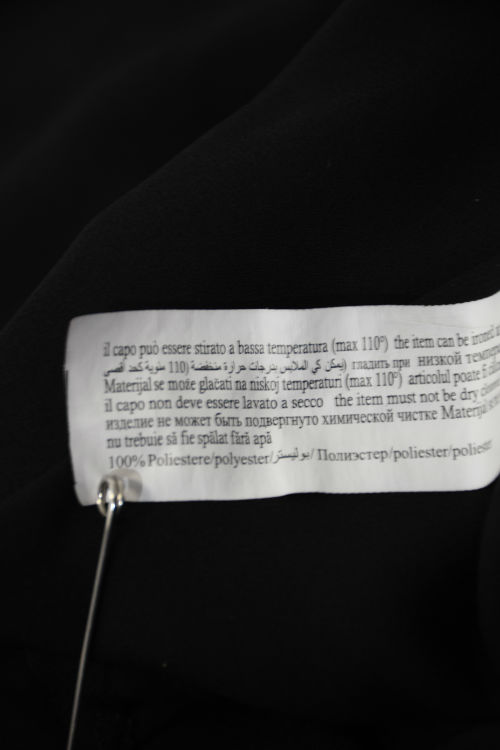 il capo può essere stirato a bassa temperatura (max 110°) the item can be ironed
(يمكن كي الملابس بدرجات حرارة منخفضة (110 مئوية كحد أقصى гладить при низкой
Materijal se može glačati na niskoj temperaturi (max 110°) articolul poate fi
il capo non deve essere lavato a secco the item must not be dry
изделие не может быть подвергнуто химической чистке
nu trebuie să fie spălat fără apă
100% Poliestere/polyester/بوليستر/ Полиэстер/poliester/poliester